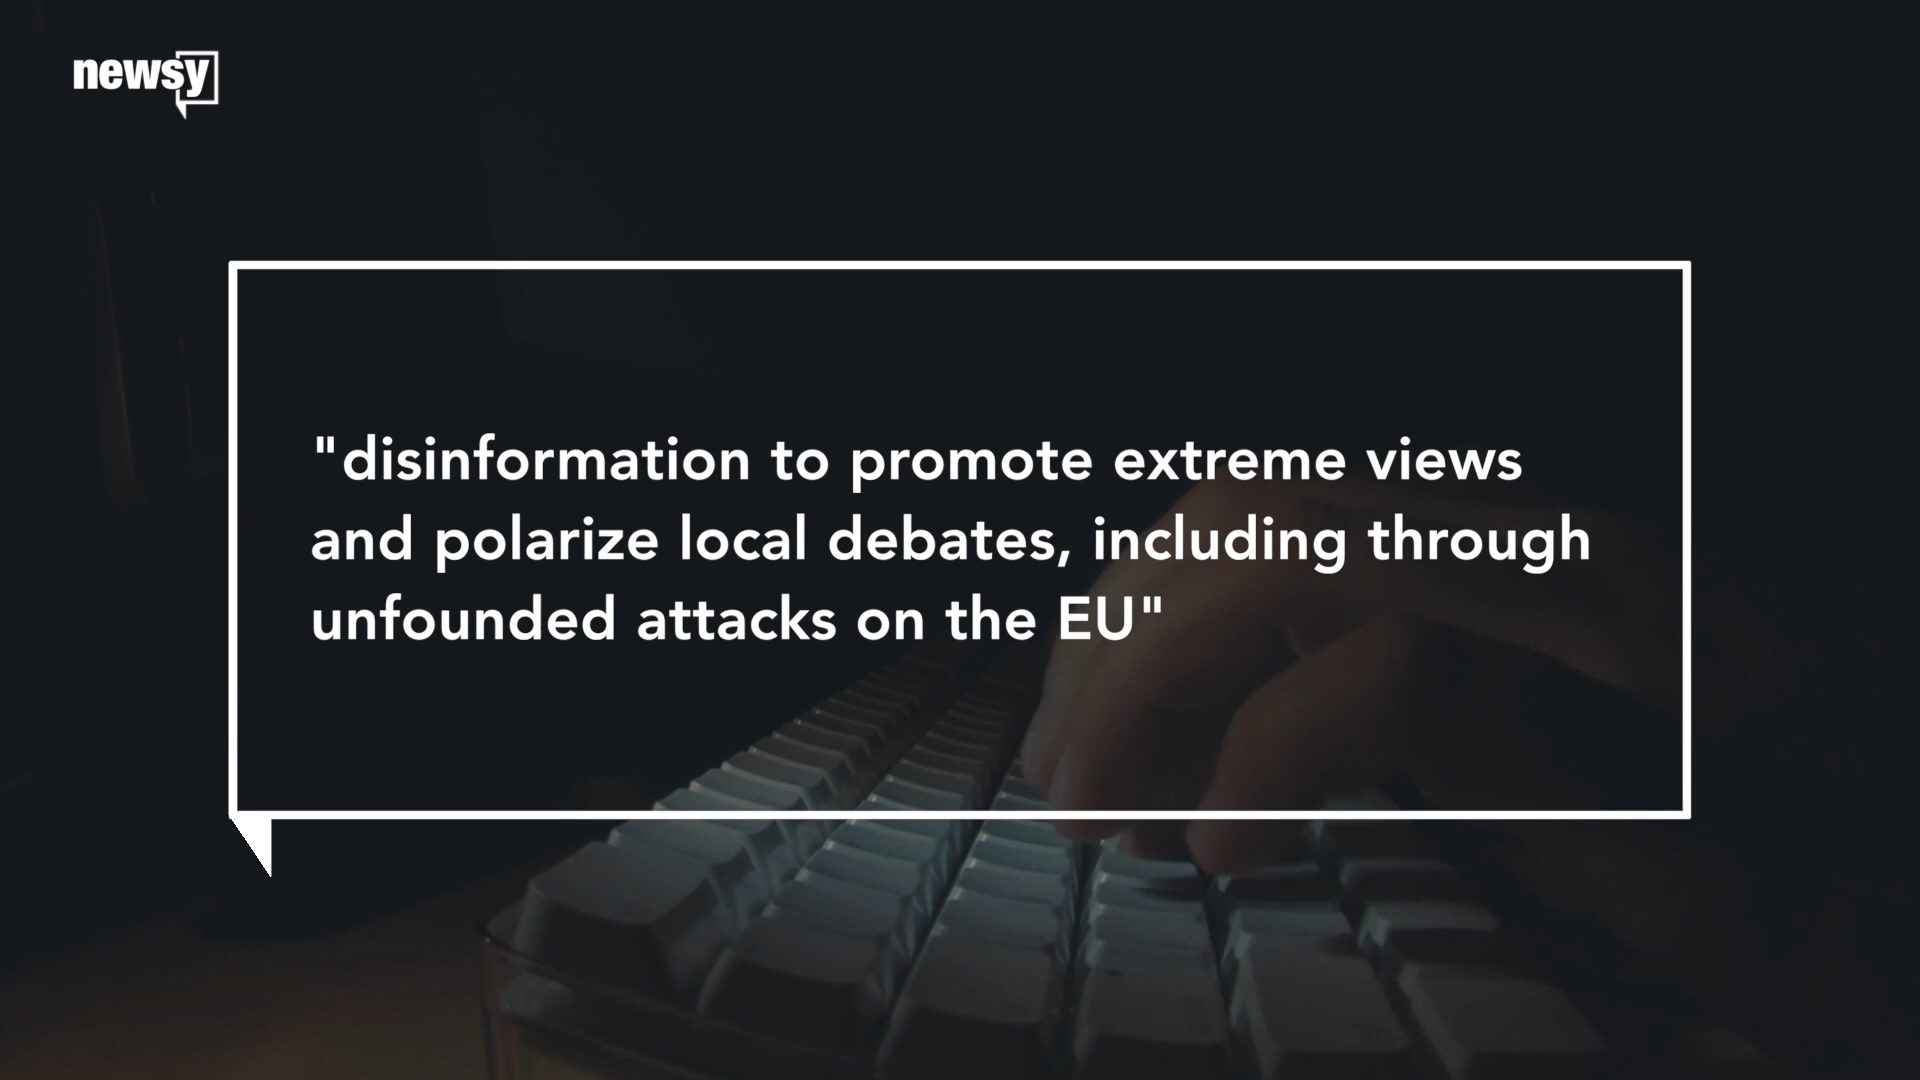 newsy
"disinformation to promote extreme views
and polarize local debates, including through
unfounded attacks on the EU"